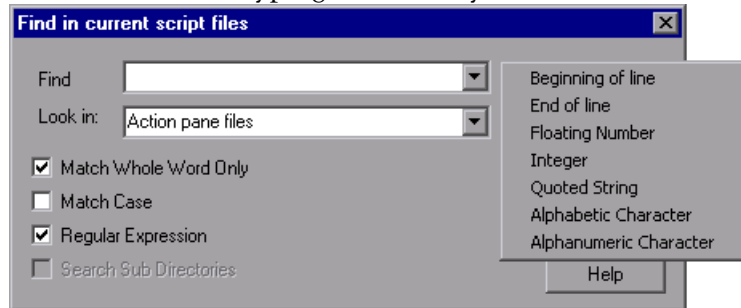 Find in current script files
Find
Look in: Action pane files
Match Whole Word Only
Match Case
Regular Expression
Search Sub Directories
Beginning of line
End of line
Floating Number
Integer
Quoted String
Alphabetic Character
Alphanumeric Character
Help